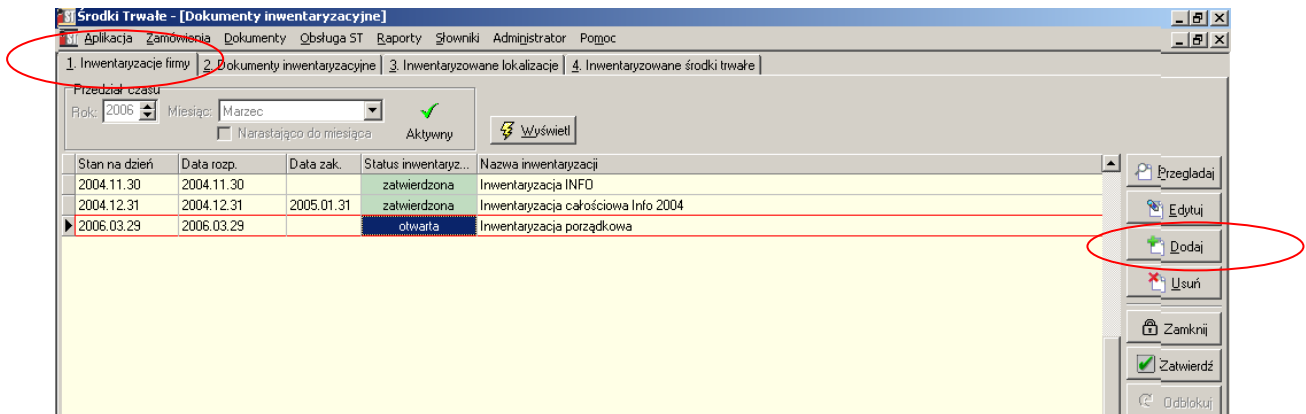 Środki Trwałe - [Dokumenty inwentaryzacyjne]
Aplikacja Zamówienia Dokumenty Obsługa ST Raporty Słowniki Administrator Pomoc
1. Inwentaryzacje firmy 2. Dokumenty inwentaryzacyjne 3. Inwentaryzowane lokalizacje 4. Inwentaryzowane środki trwałe
Przedział czasu
Rok: 2006 Miesiąc: Marzec
Narastająco do miesiąca Aktywny Wyświetl
Stan na dzień Data rozp. Data zak. Status inwentaryz... Nazwa inwentaryzacji
2004.11.30 2004.11.30 zatwierdzona Inwentaryzacja INFO
2004.12.31 2004.12.31 2005.01.31 zatwierdzona Inwentaryzacja całościowa Info 2004
2006.03.29 2006.03.29 otwarta Inwentaryzacja porządkowa
Przegladaj
Edytuj
Dodaj
Usuń
Zamknij
Zatwierdź
Odblokuj